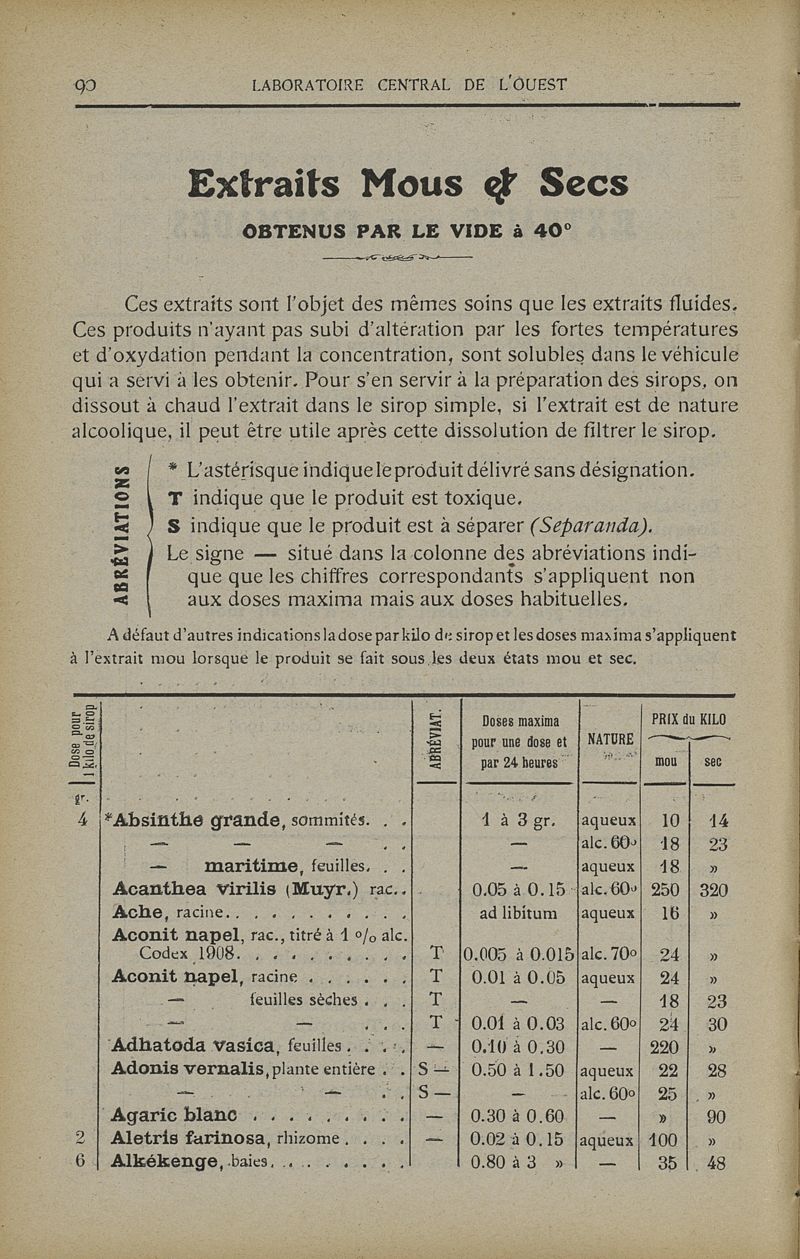 90 LABORATOIRE CENTRAL DE L'OUEST
Extraits Mous & Secs
OBTENUS PAR LE VIDE à 40°
Ces extraits sont l'objet des mêmes soins que les extraits fluides.
Ces produits n'ayant pas subi d'altération par les fortes températures
et d'oxydation pendant la concentration, sont solubles dans le véhicule
qui a servi à les obtenir. Pour s'en servir à la préparation des sirops, on
dissout à chaud l'extrait dans le sirop simple, si l'extrait est de nature
alcoolique, il peut être utile après cette dissolution de filtrer le sirop.
ABRÉVIATIONS
* L'astérisque indique le produit délivré sans désignation.
T indique que le produit est toxique.
S indique que le produit est à séparer (Separanda).
Le signe — situé dans la colonne des abréviations indi-
que que les chiffres correspondants s'appliquent non
aux doses maxima mais aux doses habituelles.
A défaut d'autres indications la dose par kilo de sirop et les doses maxima s'appliquent
à l'extrait mou lorsque le produit se fait sous les deux états mou et sec.
Dose pour
1 kilo de sirop
ABRÉVIAT.
Doses maxima
pour une dose et
par 24 heures
NATURE
PRIX du KILO
mou sec
gr.
4 *Absinthe grande, sommités. . . 1 à 3 gr. aqueux 10 14
— — — . . — alc. 60° 18 23
— maritime, feuilles. . . — aqueux 18 »
Acanthea virilis (Muyr.) rac.. 0.05 à 0.15 alc. 60° 250 320
Ache, racine. . . . . . . . . . ad libitum aqueux 16 »
Aconit napel, rac., titré à 1 o/o alc.
Codex 1908. . . . . . . . . . T 0.005 à 0.015 alc. 70° 24 »
Aconit napel, racine . . . . . . T 0.01 à 0.05 aqueux 24 »
— feuilles sèches . . . T — — 18 23
— — . . . T 0.01 à 0.03 alc. 60° 24 30
Adhatoda vasica, feuilles . . . . — 0.10 à 0.30 — 220 »
Adonis vernalis, plante entière . . S — 0.50 à 1.50 aqueux 22 28
— — . . S — — alc. 60° 25 »
Agaric blanc . . . . . . . . . — 0.30 à 0.60 — » 90
2 Aletris farinosa, rhizome . . . . — 0.02 à 0.15 aqueux 100 »
6 Alkékenge, baies. . . . . . . . 0.80 à 3 » — 35 48